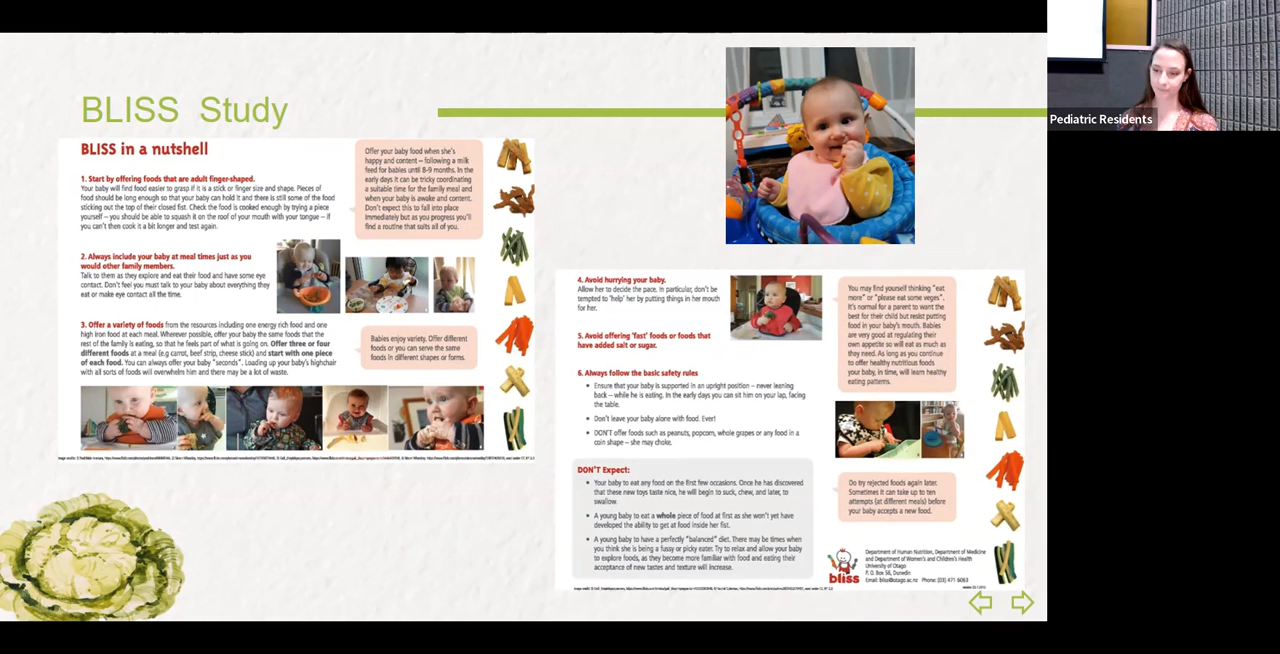 BLISS Study
BLISS in a nutshell
1. Start by offering foods that are adult finger-shaped.
Your baby will find food easier to grasp if it is a stick or finger size and shape. Pieces of
food should be long enough so that your baby can hold it and there is still some of the food
sticking out the top of their closed fist. Check the food is cooked enough by trying a piece
yourself – you should be able to squash it on the roof of your mouth with your tongue – if
you can't then cook it a bit longer and test again.
Offer your baby food when she's
happy and content – following a milk
feed for babies until 8-9 months. In the
early days it can be tricky coordinating
a suitable time for the family meal and
when your baby is awake and content.
Don't expect this to fall into place
immediately but as you progress you'll
find a routine that suits all of you.
2. Always include your baby at meal times just as you
would other family members.
Talk to them as they explore and eat their food and have some eye
contact. Don't feel you must talk to your baby about everything they
eat or make eye contact all the time.
3. Offer a variety of foods from the resources including one energy rich food and one
high iron food at each meal. Wherever possible, offer your baby the same foods that the
rest of the family is eating, so that he feels part of what is going on. Offer three or four
different foods at a meal (e.g carrot, beef strip, cheese stick) and start with one piece
of each food. You can always offer your baby "seconds". Loading up your baby's highchair
with all sorts of foods will overwhelm him and there may be a lot of waste.
Babies enjoy variety. Offer different
foods or you can serve the same
foods in different shapes or forms.
4. Avoid hurrying your baby.
Allow her to decide the pace. In particular, don't be
tempted to 'help' her by putting things in her mouth
for her.
5. Avoid offering 'fast' foods or foods that
have added salt or sugar.
6. Always follow the basic safety rules
• Ensure that your baby is supported in an upright position – never leaning
back – while he is eating. In the early days you can sit him on your lap, facing
the table.
• Don't leave your baby alone with food. Ever!
• DON'T offer foods such as peanuts, popcorn, whole grapes or any food in a
coin shape – she may choke.
You may find yourself thinking "eat
more" or "please eat some veges".
It's normal for a parent to want the
best for their child but resist putting
food in your baby's mouth. Babies
are very good at regulating their
own appetite so will eat as much as
they need. As long as you continue
to offer healthy nutritious foods
your baby, in time, will learn healthy
eating patterns.
DON'T Expect:
• Your baby to eat any food on the first few occasions. Once he has discovered
that these new toys taste nice, he will begin to suck, chew, and later, to
swallow.
• A young baby to eat a whole piece of food at first as she won't yet have
developed the ability to get at food inside her fist.
• A young baby to have a perfectly "balanced" diet. There may be times when
you think she is being a fussy or picky eater. Try to relax and allow your baby
to explore foods, as they become more familiar with food and eating their
acceptance of new tastes and texture will increase.
Do try rejected foods again later.
Sometimes it can take up to ten
attempts (at different meals) before
your baby accepts a new food.
bliss
Department of Human Nutrition, Department of Medicine
and Department of Women's and Children's Health
University of Otago
P. O. Box 56, Dunedin
Email: bliss@otago.ac.nz Phone: (03) 471 6063
Pediatric Residents